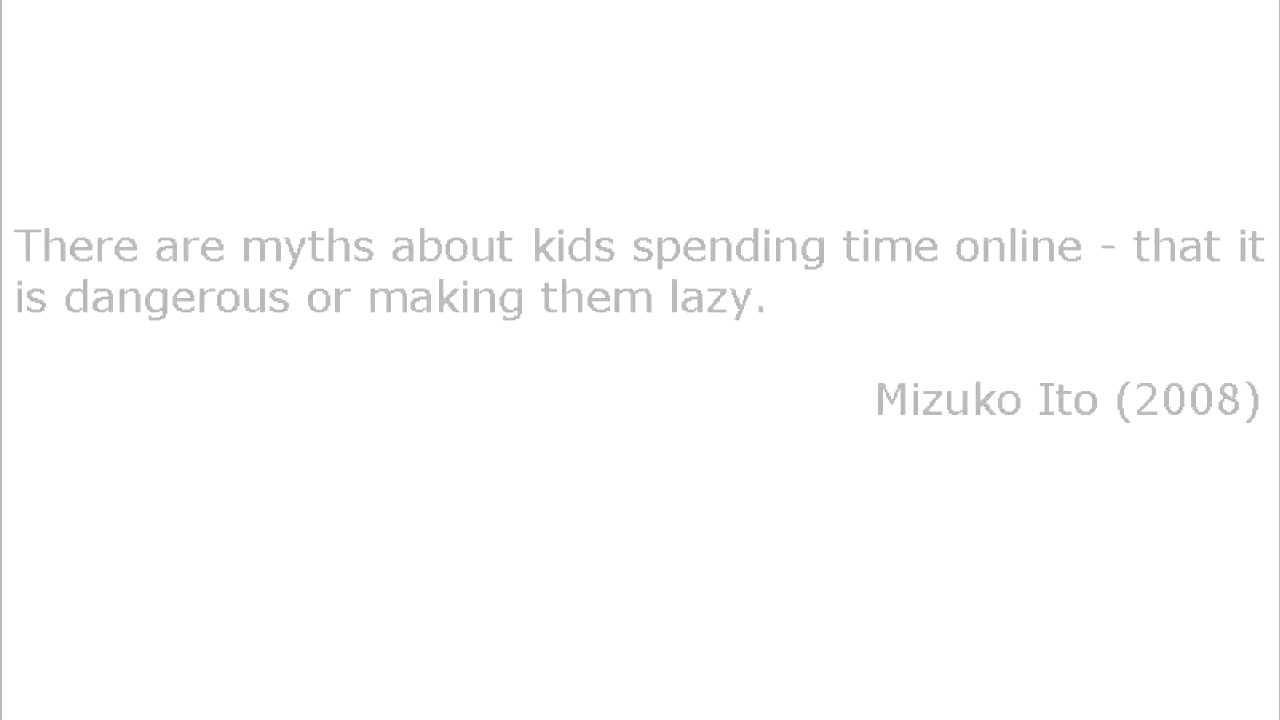 There are myths about kids spending time online - that it
is dangerous or making them lazy.
Mizuko Ito (2008)